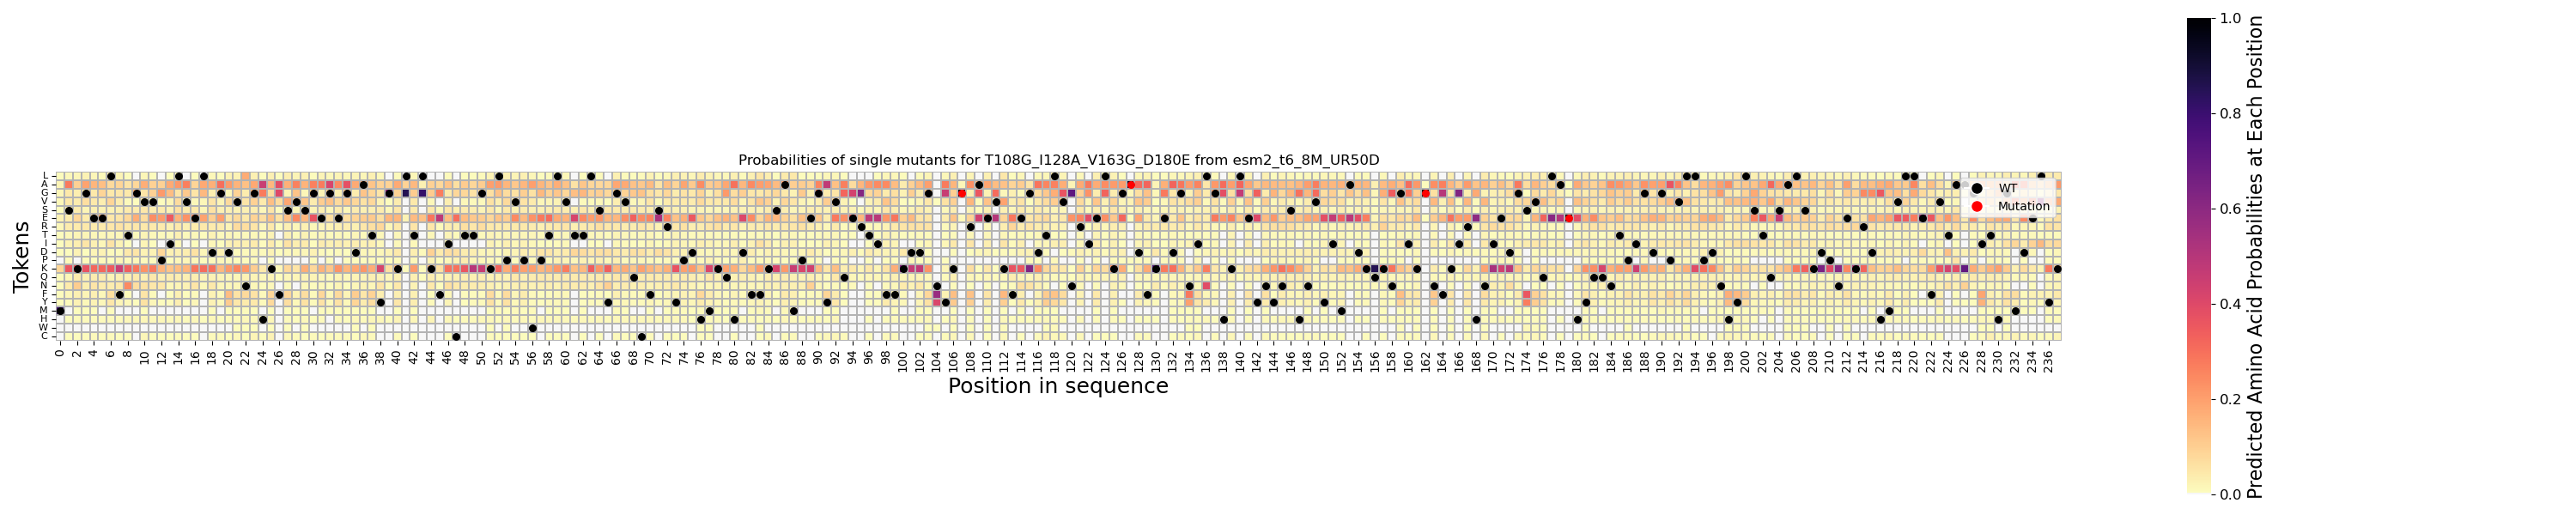 Probabilities of single mutants for T108G_I128A_V163G_D180E from esm2_t6_8M_UR50D
Tokens
L
A
G
V
S
E
R
T
I
D
P
K
Q
N
F
Y
M
H
W
C
0 2 4 6 8 10 12 14 16 18 20 22 24 26 28 30 32 34 36 38 40 42 44 46 48 50 52 54 56 58 60 62 64 66 68 70 72 74 76 78 80 82 84 86 88 90 92 94 96 98 100 102 104 106 108 110 112 114 116 118 120 122 124 126 128 130 132 134 136 138 140 142 144 146 148 150 152 154 156 158 160 162 164 166 168 170 172 174 176 178 180 182 184 186 188 190 192 194 196 198 200 202 204 206 208 210 212 214 216 218 220 222 224 226 228 230 232 234 236
Position in sequence
WT
Mutation
1.0
0.8
0.6
0.4
0.2
0.0
Predicted Amino Acid Probabilities at Each Position